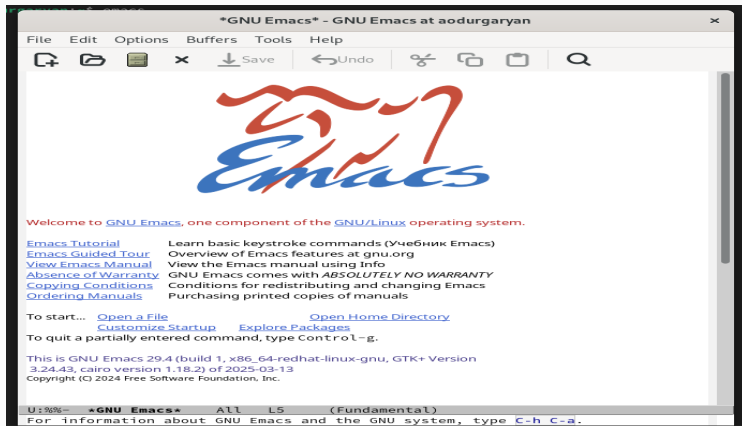 *GNU Emacs* - GNU Emacs at aodurgaryan
File Edit Options Buffers Tools Help
Save Undo
Emacs
Welcome to GNU Emacs, one component of the GNU/Linux operating system.
Emacs Tutorial Learn basic keystroke commands (Учебник Emacs)
Emacs Guided Tour Overview of Emacs features at gnu.org
View Emacs Manual View the Emacs manual using Info
Absence of Warranty GNU Emacs comes with ABSOLUTELY NO WARRANTY
Copying Conditions Conditions for redistributing and changing Emacs
Ordering Manuals Purchasing printed copies of manuals
To start... Open a File Open Home Directory
Customize Startup Explore Packages
To quit a partially entered command, type Control-g.
This is GNU Emacs 29.4 (build 1, x86_64-redhat-linux-gnu, GTK+ Version
3.24.43, cairo version 1.18.2) of 2025-03-13
Copyright (C) 2024 Free Software Foundation, Inc.
U:%%- *GNU Emacs* All L5 (Fundamental)
For information about GNU Emacs and the GNU system, type C-h C-a.